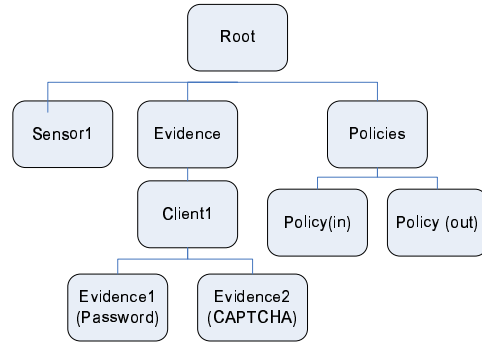 Root
Sensor1
Evidence
Policies
Client1
Policy(in)
Policy (out)
Evidence1
(Password)
Evidence2
(CAPTCHA)